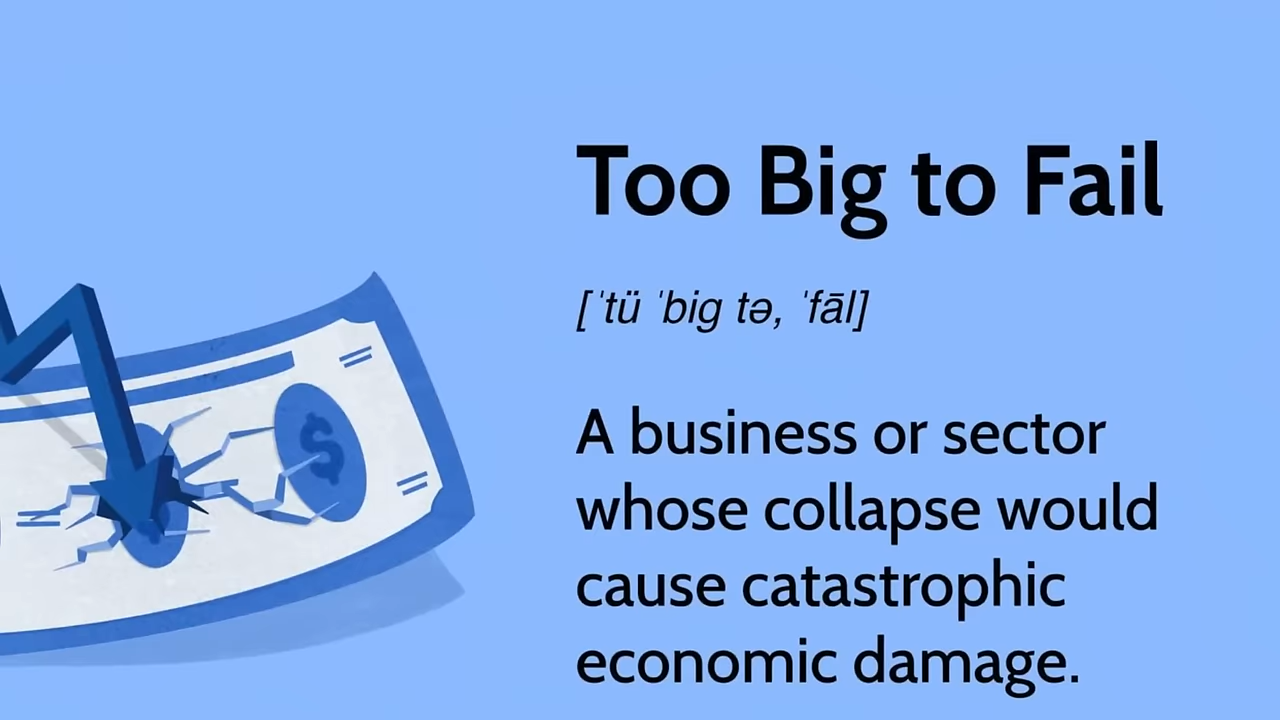 Too Big to Fail
[ˈtü ˈbig tə, ˈfāl]
A business or sector
whose collapse would
cause catastrophic
economic damage.
$